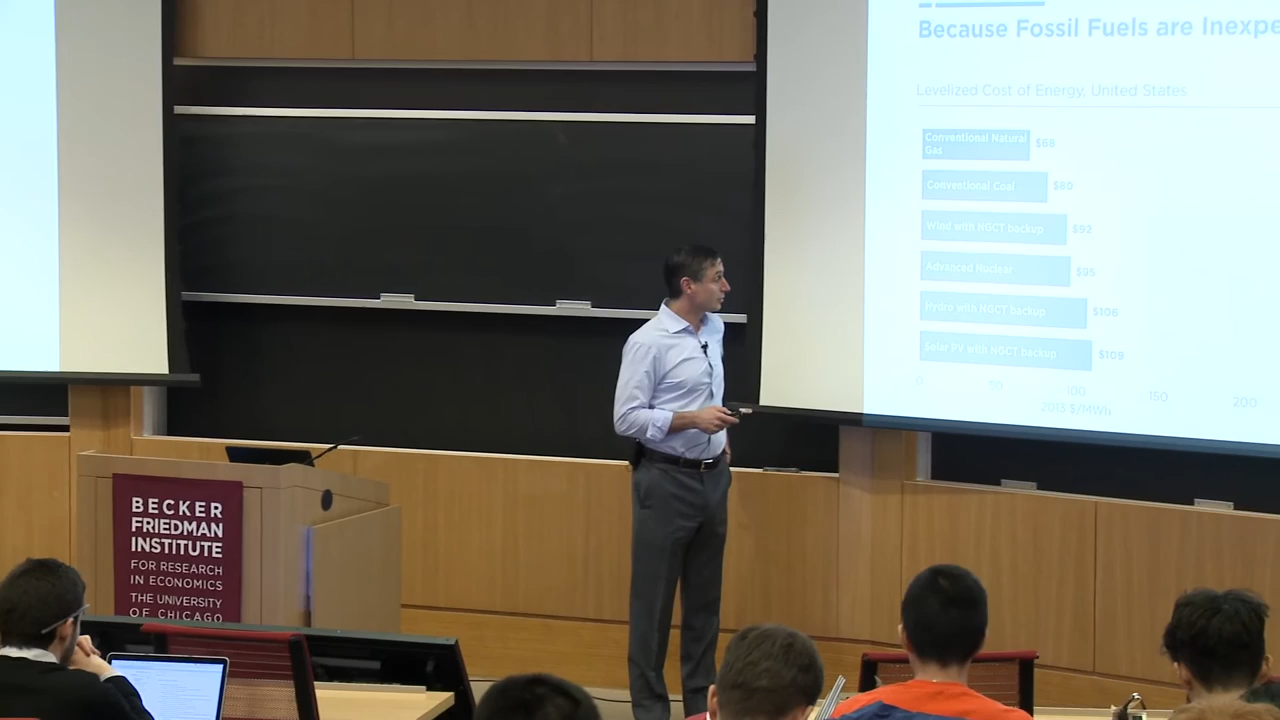 Because Fossil Fuels are Inexpe
Levelized Cost of Energy, United States
Conventional Natural
Gas
$68
Conventional Coal
$80
Wind with NGCT backup
$92
Advanced Nuclear
$95
Hydro with NGCT backup
$106
Solar PV with NGCT backup
$109
0 50 100 150 200
2013 $/MWh
BECKER
FRIEDMAN
INSTITUTE
FOR RESEARCH
IN ECONOMICS
THE UNIVERSITY
OF CHICAGO